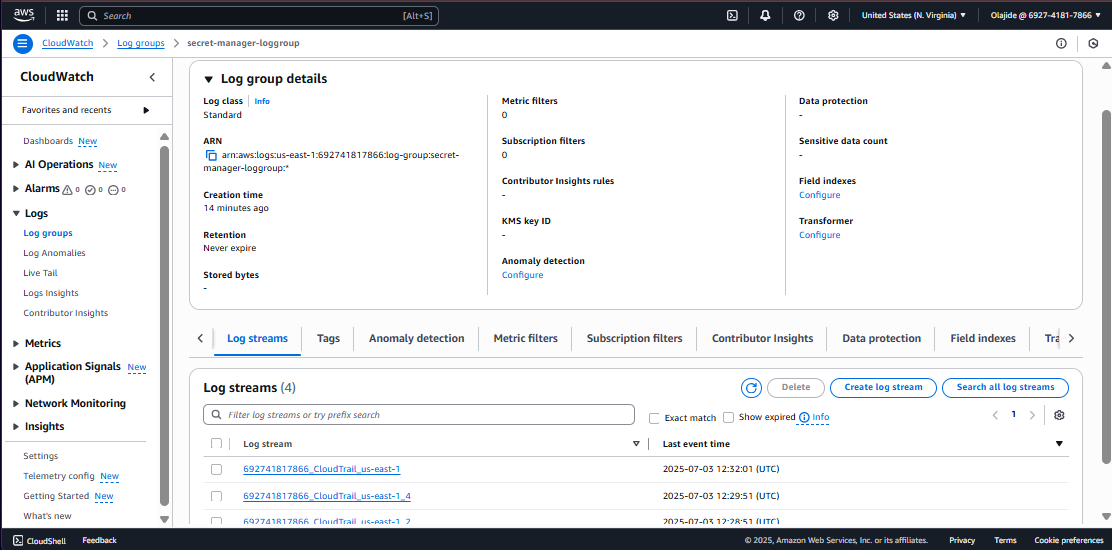 aws
Search
[Alt+S]
United States (N. Virginia)
Olajide @ 6927-4181-7866
CloudWatch
Log groups
secret-manager-loggroup
CloudWatch
Favorites and recents
Dashboards New
AI Operations New
Alarms 0 0 0
Logs
Log groups
Log Anomalies
Live Tail
Logs Insights
Contributor Insights
Metrics
Application Signals New
(APM)
Network Monitoring
Insights
Settings
Telemetry config New
Getting Started New
What's new
Log group details
Log class Info
Standard
ARN
arn:aws:logs:us-east-1:692741817866:log-group:secret-
manager-loggroup:*
Creation time
14 minutes ago
Retention
Never expire
Stored bytes
-
Metric filters
0
Subscription filters
0
Contributor Insights rules
-
KMS key ID
-
Anomaly detection
Configure
Data protection
-
Sensitive data count
-
Field indexes
Configure
Transformer
Configure
Log streams
Tags
Anomaly detection
Metric filters
Subscription filters
Contributor Insights
Data protection
Field indexes
Tra
Log streams (4)
Delete
Create log stream
Search all log streams
Filter log streams or try prefix search
Exact match
Show expired
Info
1
Log stream
Last event time
692741817866_CloudTrail_us-east-1
2025-07-03 12:32:01 (UTC)
692741817866_CloudTrail_us-east-1_4
2025-07-03 12:29:51 (UTC)
692741817866_CloudTrail_us-east-1_2
2025-07-03 12:28:51 (UTC)
CloudShell
Feedback
© 2025, Amazon Web Services, Inc. or its affiliates.
Privacy
Terms
Cookie preferences